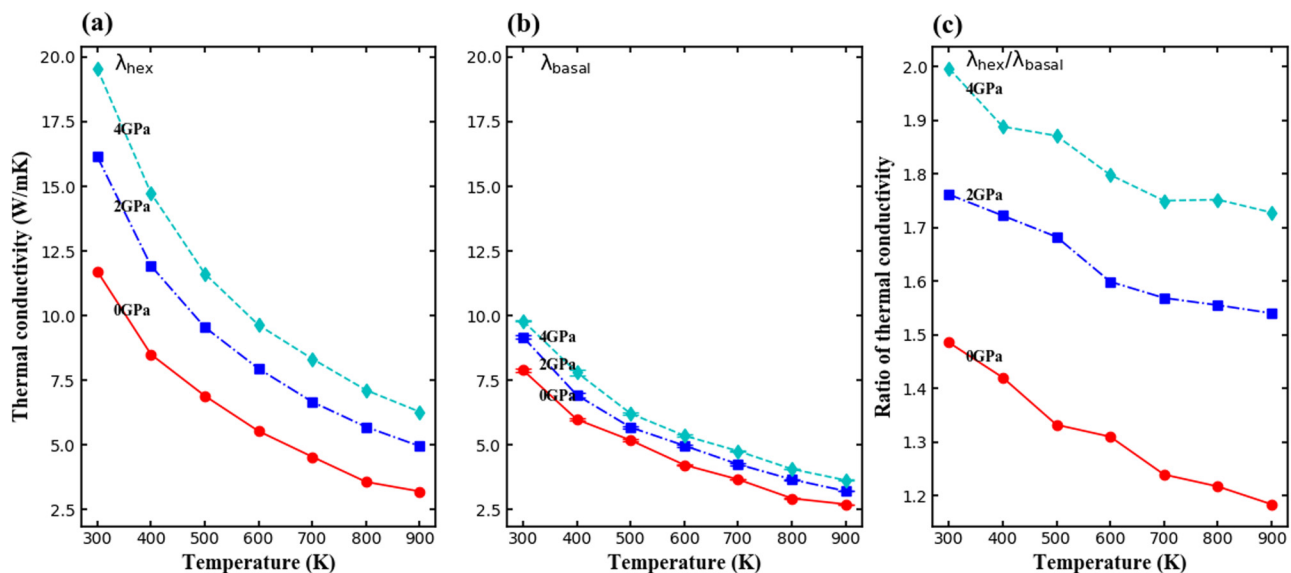 (a)
λhex
4GPa
2GPa
0GPa
20.0
17.5
15.0
12.5
10.0
7.5
5.0
2.5
300 400 500 600 700 800 900
Thermal conductivity (W/mK)
Temperature (K)
(b)
λbasal
4GPa
2GPa
0GPa
20.0
17.5
15.0
12.5
10.0
7.5
5.0
2.5
300 400 500 600 700 800 900
Temperature (K)
(c)
λhex/λbasal
4GPa
2GPa
0GPa
2.0
1.9
1.8
1.7
1.6
1.5
1.4
1.3
1.2
300 400 500 600 700 800 900
Ratio of thermal conductivity
Temperature (K)